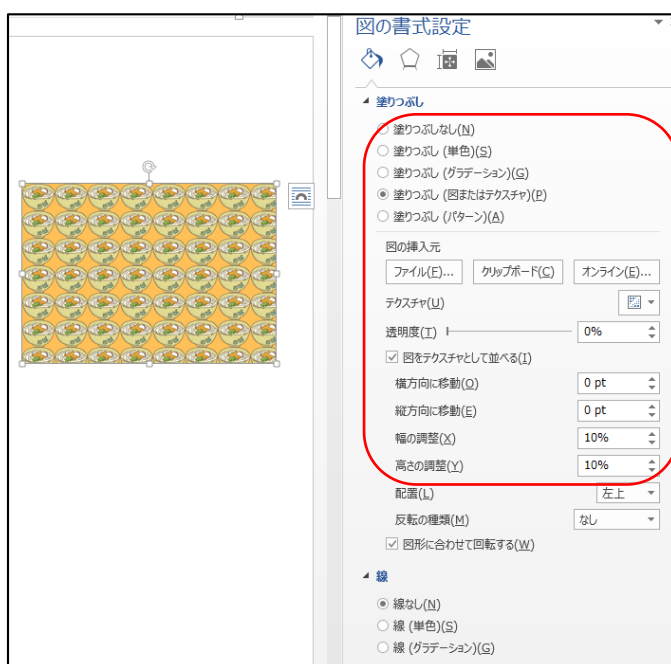 図の書式設定
塗りつぶし
塗りつぶしなし(N)
塗りつぶし (単色)(S)
塗りつぶし (グラデーション)(G)
塗りつぶし (図またはテクスチャ)(P)
塗りつぶし (パターン)(A)
図の挿入元
ファイル(F)... クリップボード(C) オンライン(E)...
テクスチャ(U)
透明度(T) 0%
図をテクスチャとして並べる(I)
横方向に移動(O) 0 pt
縦方向に移動(E) 0 pt
幅の調整(X) 10%
高さの調整(Y) 10%
配置(L) 左上
反転の種類(M) なし
図形に合わせて回転する(W)
線
線なし(N)
線 (単色)(S)
線 (グラデーション)(G)